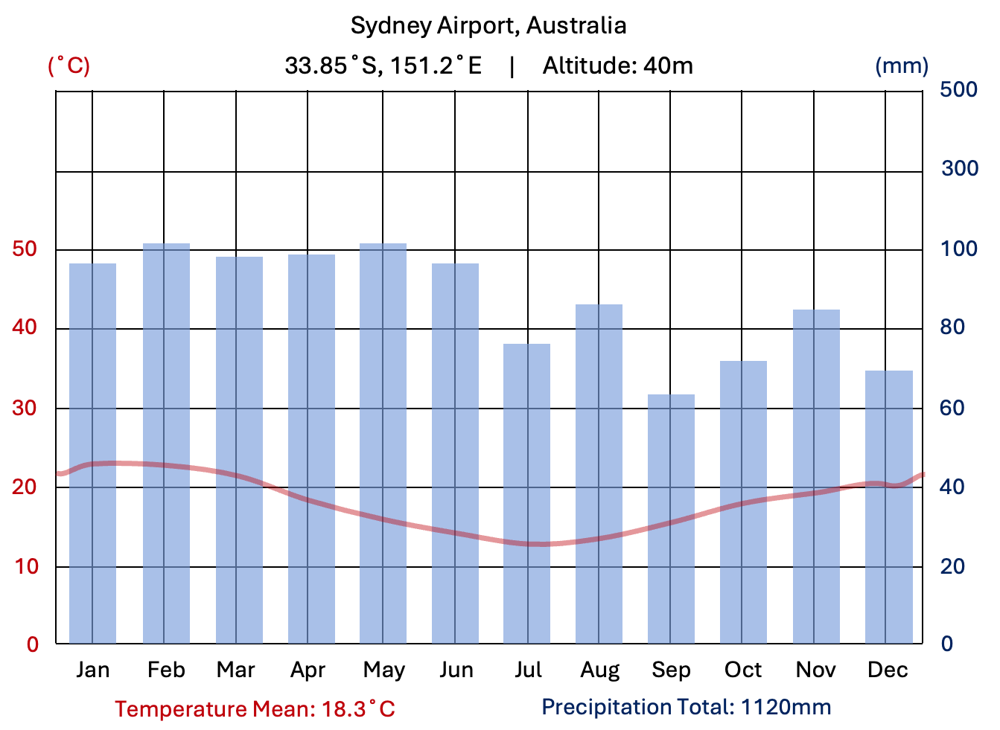 Sydney Airport, Australia
(˚C) 33.85˚S, 151.2˚E | Altitude: 40m (mm)
500
300
50 100
40 80
30 60
20 40
10 20
0 0
Jan Feb Mar Apr May Jun Jul Aug Sep Oct Nov Dec
Temperature Mean: 18.3˚C Precipitation Total: 1120mm